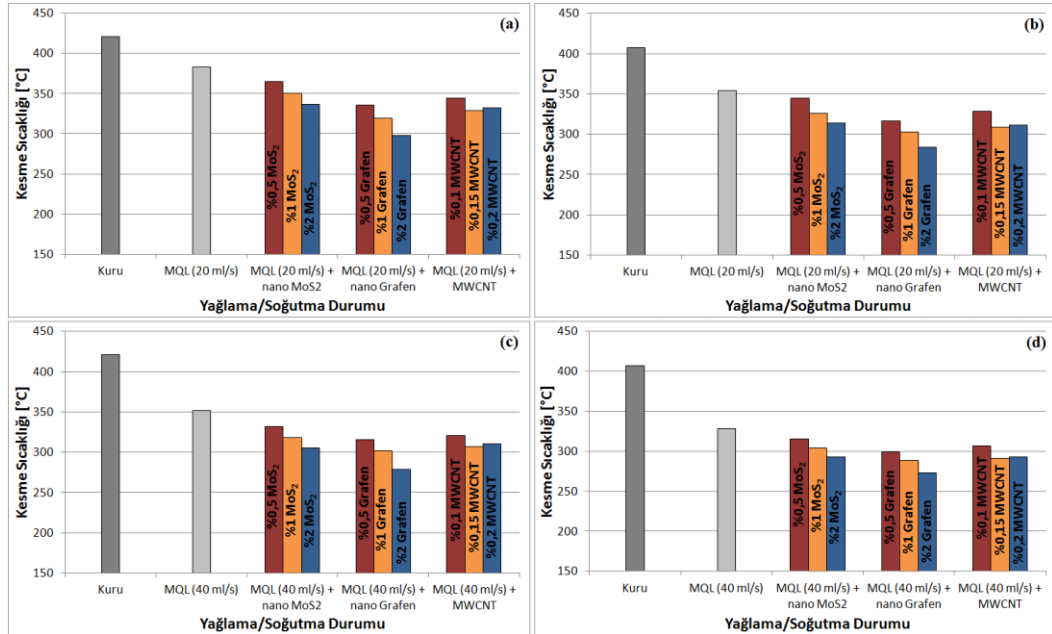 (a)
Kesme Sıcaklığı [°C]
450
400
350
300
250
200
150
%0,5 MoS₂
%1 MoS₂
%2 MoS₂
%0,5 Grafen
%1 Grafen
%2 Grafen
%0,1 MWCNT
%0,15 MWCNT
%0,2 MWCNT
Kuru
MQL (20 ml/s)
MQL (20 ml/s) +
nano MoS2
MQL (20 ml/s) +
nano Grafen
MQL (20 ml/s) +
MWCNT
Yağlama/Soğutma Durumu
(b)
Kesme Sıcaklığı [°C]
450
400
350
300
250
200
150
%0,5 MoS₂
%1 MoS₂
%2 MoS₂
%0,5 Grafen
%1 Grafen
%2 Grafen
%0,1 MWCNT
%0,15 MWCNT
%0,2 MWCNT
Kuru
MQL (20 ml/s)
MQL (20 ml/s) +
nano MoS2
MQL (20 ml/s) +
nano Grafen
MQL (20 ml/s) +
MWCNT
Yağlama/Soğutma Durumu
(c)
Kesme Sıcaklığı [°C]
450
400
350
300
250
200
150
%0,5 MoS₂
%1 MoS₂
%2 MoS₂
%0,5 Grafen
%1 Grafen
%2 Grafen
%0,1 MWCNT
%0,15 MWCNT
%0,2 MWCNT
Kuru
MQL (40 ml/s)
MQL (40 ml/s) +
nano MoS2
MQL (40 ml/s) +
nano Grafen
MQL (40 ml/s) +
MWCNT
Yağlama/Soğutma Durumu
(d)
Kesme Sıcaklığı [°C]
450
400
350
300
250
200
150
%0,5 MoS₂
%1 MoS₂
%2 MoS₂
%0,5 Grafen
%1 Grafen
%2 Grafen
%0,1 MWCNT
%0,15 MWCNT
%0,2 MWCNT
Kuru
MQL (40 ml/s)
MQL (40 ml/s) +
nano MoS2
MQL (40 ml/s) +
nano Grafen
MQL (40 ml/s) +
MWCNT
Yağlama/Soğutma Durumu